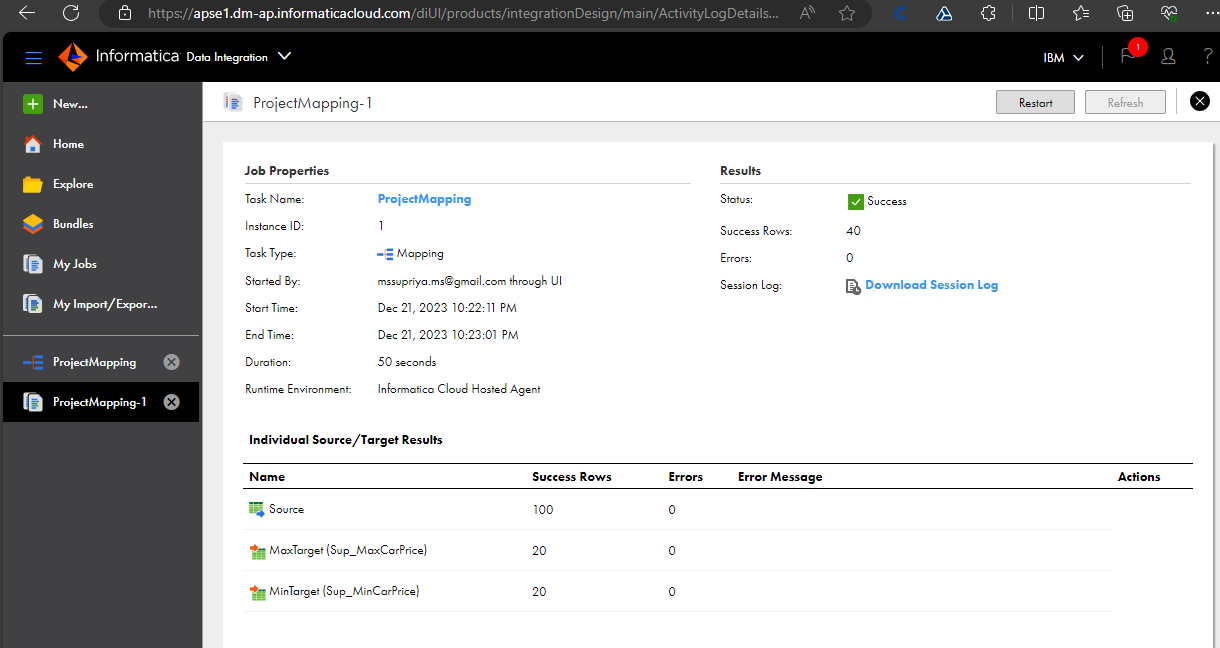 https://apse1.dm-ap.informaticacloud.com/diUI/products/integrationDesign/main/ActivityLogDetails...
Informatica Data Integration
IBM
1
?
New...
Home
Explore
Bundles
My Jobs
My Import/Expor...
ProjectMapping
ProjectMapping-1
ProjectMapping-1
Restart
Refresh
Job Properties
Task Name: ProjectMapping
Instance ID: 1
Task Type: Mapping
Started By: mssupriya.ms@gmail.com through UI
Start Time: Dec 21, 2023 10:22:11 PM
End Time: Dec 21, 2023 10:23:01 PM
Duration: 50 seconds
Runtime Environment: Informatica Cloud Hosted Agent
Results
Status: Success
Success Rows: 40
Errors: 0
Session Log: Download Session Log
Individual Source/Target Results
Name Success Rows Errors Error Message Actions
Source 100 0
MaxTarget (Sup_MaxCarPrice) 20 0
MinTarget (Sup_MinCarPrice) 20 0